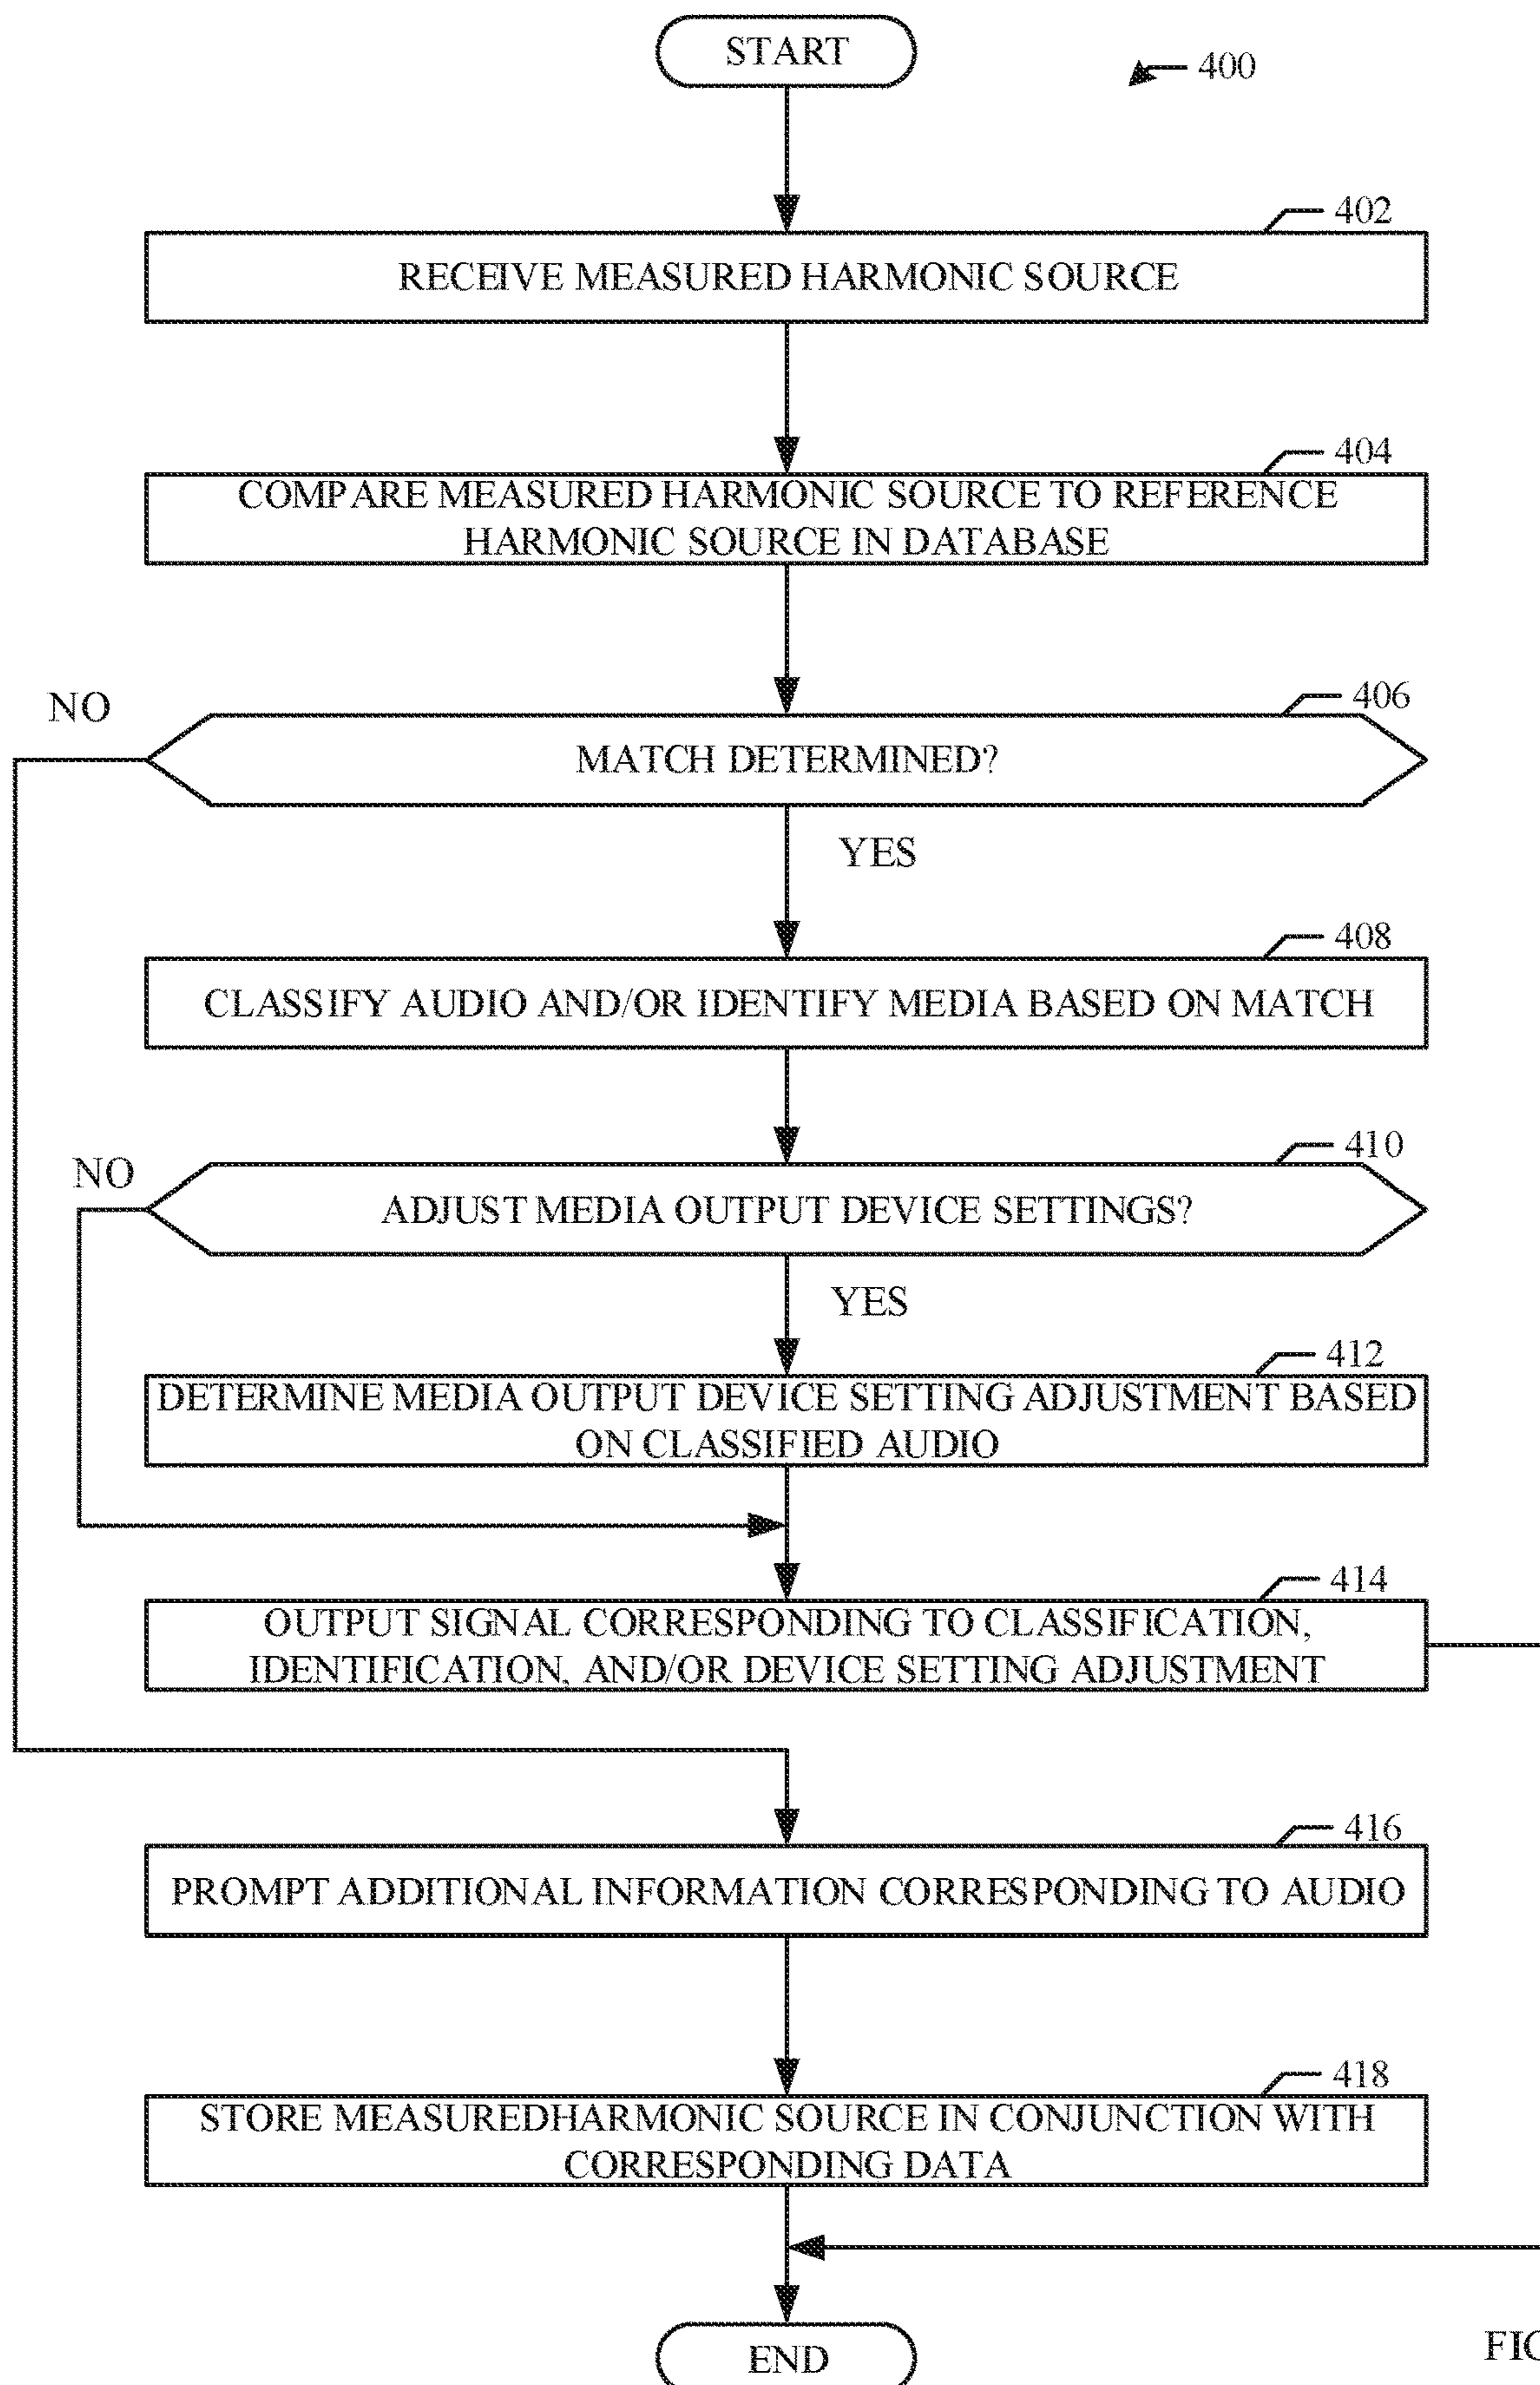 START
400
402
RECEIVE MEASURED HARMONIC SOURCE
404
COMPARE MEASURED HARMONIC SOURCE TO REFERENCE
HARMONIC SOURCE IN DATABASE
NO
406
MATCH DETERMINED?
YES
408
CLASSIFY AUDIO AND/OR IDENTIFY MEDIA BASED ON MATCH
410
NO
ADJUST MEDIA OUTPUT DEVICE SETTINGS?
YES
412
DETERMINE MEDIA OUTPUT DEVICE SETTING ADJUSTMENT BASED
ON CLASSIFIED AUDIO
414
OUTPUT SIGNAL CORRESPONDING TO CLASSIFICATION,
IDENTIFICATION, AND/OR DEVICE SETTING ADJUSTMENT
416
PROMPT ADDITIONAL INFORMATION CORRESPONDING TO AUDIO
418
STORE MEASUREDHARMONIC SOURCE IN CONJUNCTION WITH
CORRESPONDING DATA
END